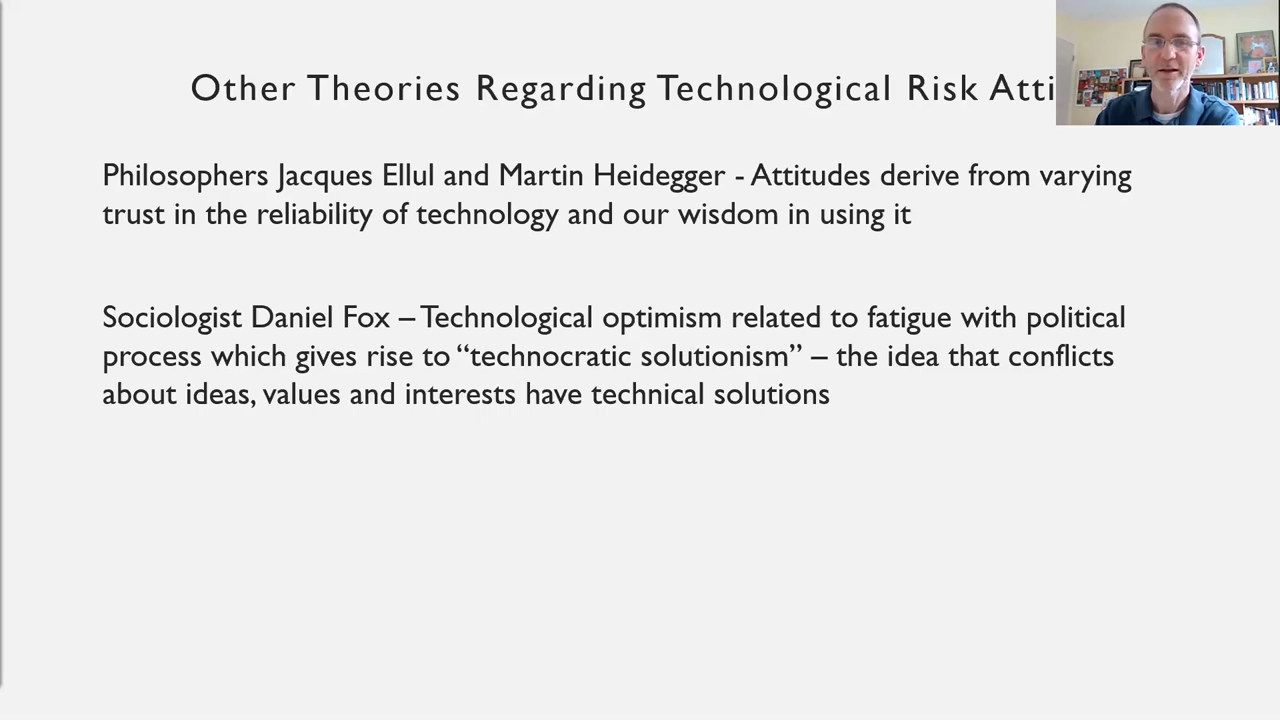 Other Theories Regarding Technological Risk Atti
Philosophers Jacques Ellul and Martin Heidegger - Attitudes derive from varying
trust in the reliability of technology and our wisdom in using it
Sociologist Daniel Fox – Technological optimism related to fatigue with political
process which gives rise to “technocratic solutionism” – the idea that conflicts
about ideas, values and interests have technical solutions